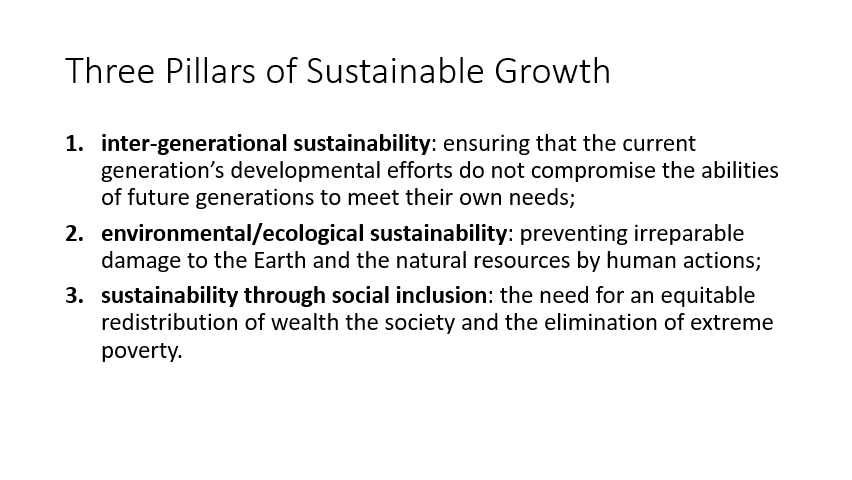 Three Pillars of Sustainable Growth
1. inter-generational sustainability: ensuring that the current
generation’s developmental efforts do not compromise the abilities
of future generations to meet their own needs;
2. environmental/ecological sustainability: preventing irreparable
damage to the Earth and the natural resources by human actions;
3. sustainability through social inclusion: the need for an equitable
redistribution of wealth the society and the elimination of extreme
poverty.